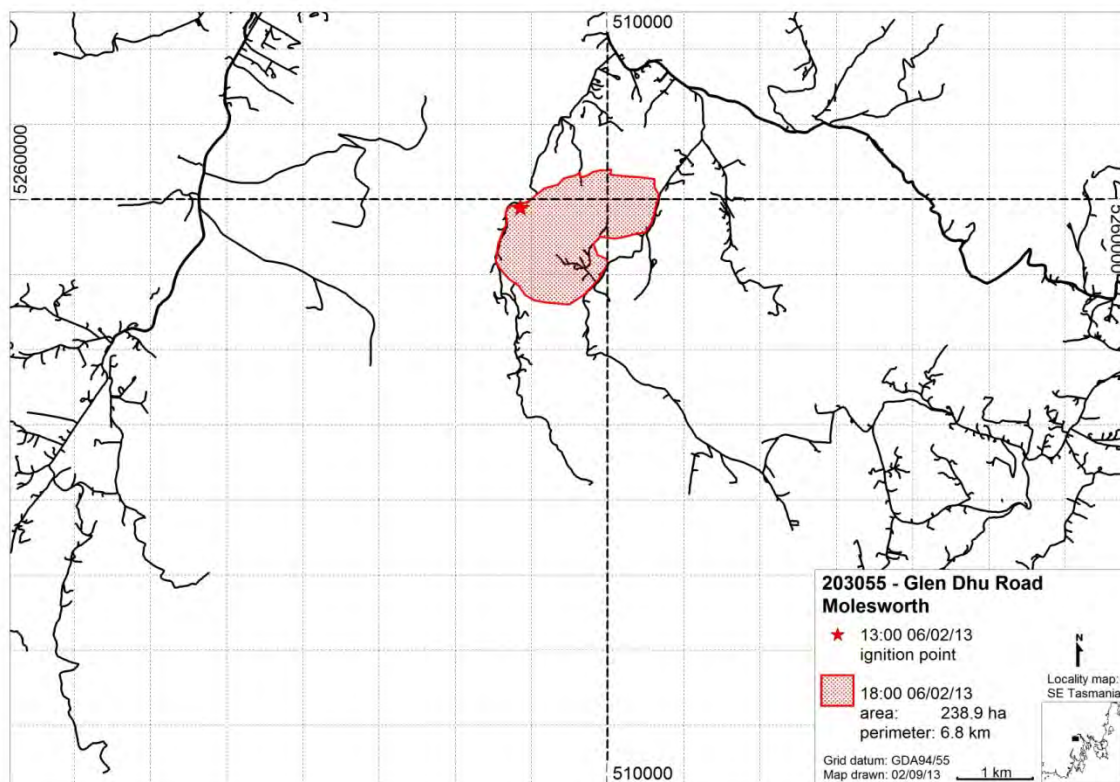 510000
5260000
5260000
203055 - Glen Dhu Road
Molesworth
13:00 06/02/13
ignition point
18:00 06/02/13
area: 238.9 ha
perimeter: 6.8 km
N
Locality map:
SE Tasmania
Grid datum: GDA94/55
Map drawn: 02/09/13
1 km
510000